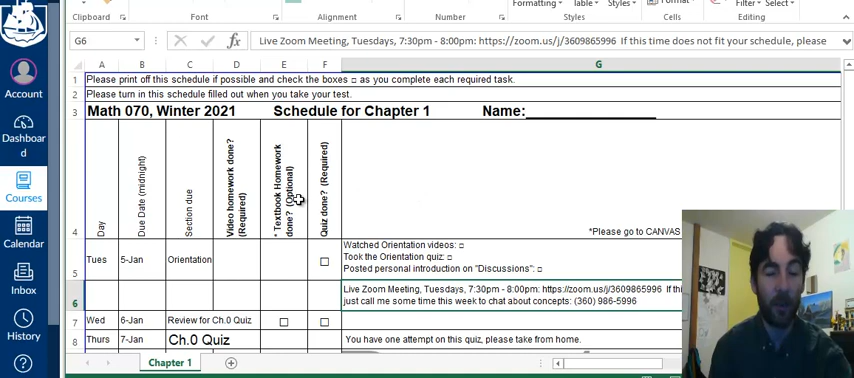 Clipboard
Font
Alignment
Number
Formatting
Table
Styles
Styles
Cells
Filter
Select
Editing
G6
fx
Live Zoom Meeting, Tuesdays, 7:30pm - 8:00pm: https://zoom.us/j/3609865996 If this time does not fit your schedule, please
A B C D E F G
1 Please print off this schedule if possible and check the boxes □ as you complete each required task.
2 Please turn in this schedule filled out when you take your test.
3 Math 070, Winter 2021 Schedule for Chapter 1 Name:
4 Day
Due Date (midnight)
Section due
Video homework done?
(Required)
* Textbook Homework
done? (Optional)
Quiz done? (Required)
*Please go to CANVAS
5 Tues 5-Jan Orientation □
Watched Orientation videos: □
Took the Orientation quiz: □
Posted personal introduction on "Discussions": □
6 Live Zoom Meeting, Tuesdays, 7:30pm - 8:00pm: https://zoom.us/j/3609865996 If thi
just call me some time this week to chat about concepts: (360) 986-5996
7 Wed 6-Jan Review for Ch.0 Quiz □ □
8 Thurs 7-Jan Ch.0 Quiz You have one attempt on this quiz, please take from home.
Chapter 1
Account
Dashboar
d
Courses
Calendar
Inbox
History